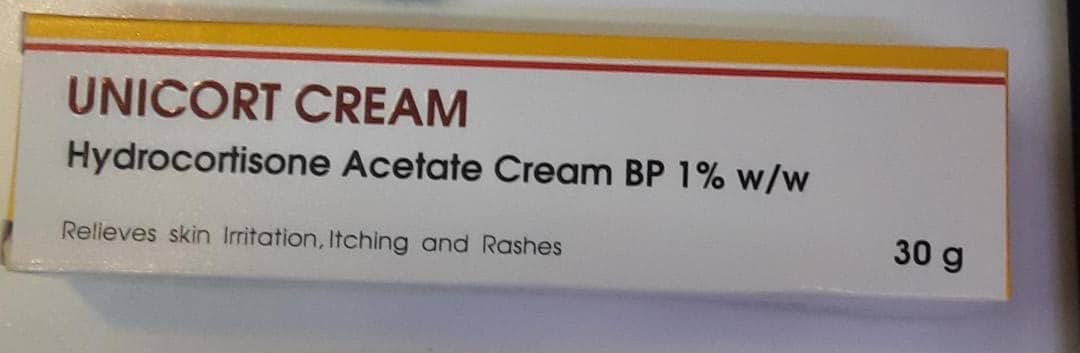 UNICORT CREAM
Hydrocortisone Acetate Cream BP 1% w/w
Relieves skin Irritation, Itching and Rashes
30 g